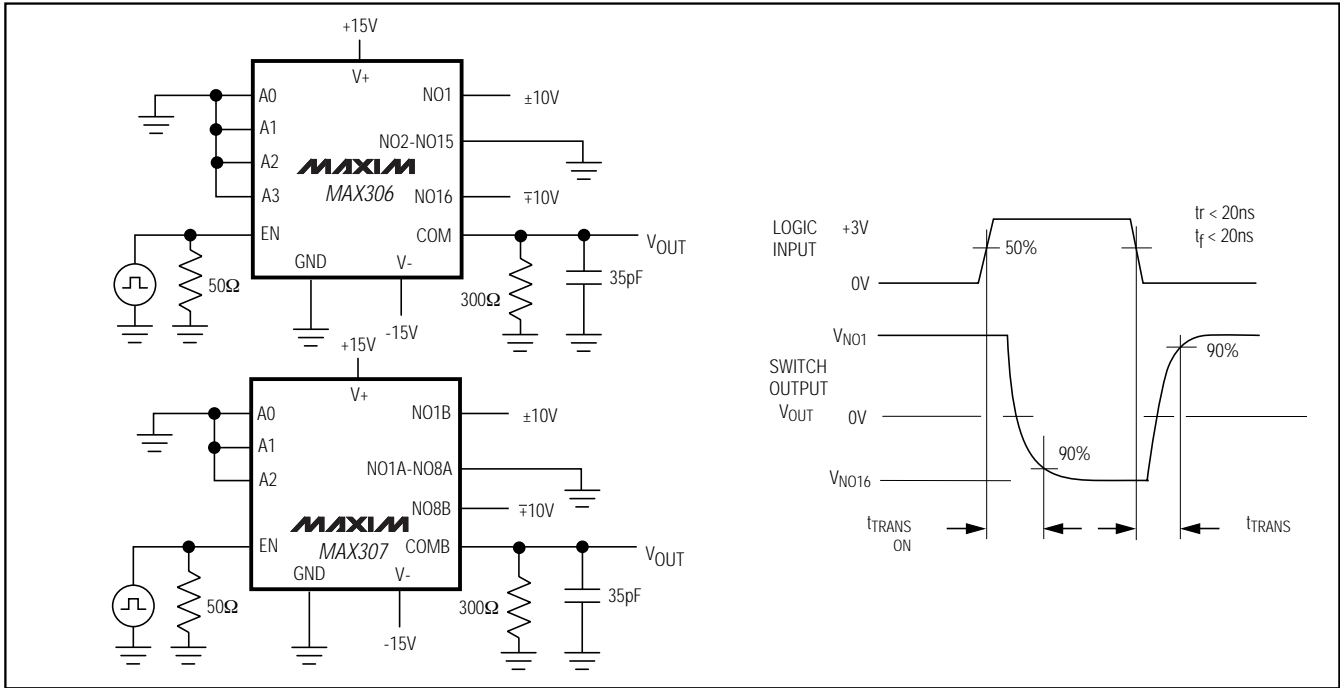 +15V
V+
A0
A1
A2
A3
EN
NO1
±10V
NO2-NO15
MAXIM
MAX306
NO16
∓10V
COM
VOUT
GND
V-
50Ω
300Ω
35pF
-15V
+15V
V+
A0
A1
A2
EN
NO1B
±10V
NO1A-NO8A
NO8B
∓10V
MAXIM
MAX307
COMB
VOUT
GND
V-
50Ω
300Ω
35pF
-15V
LOGIC
INPUT
+3V
50%
tr < 20ns
tf < 20ns
0V
VNO1
90%
SWITCH
OUTPUT
VOUT
0V
90%
VNO16
tTRANS
ON
tTRANS